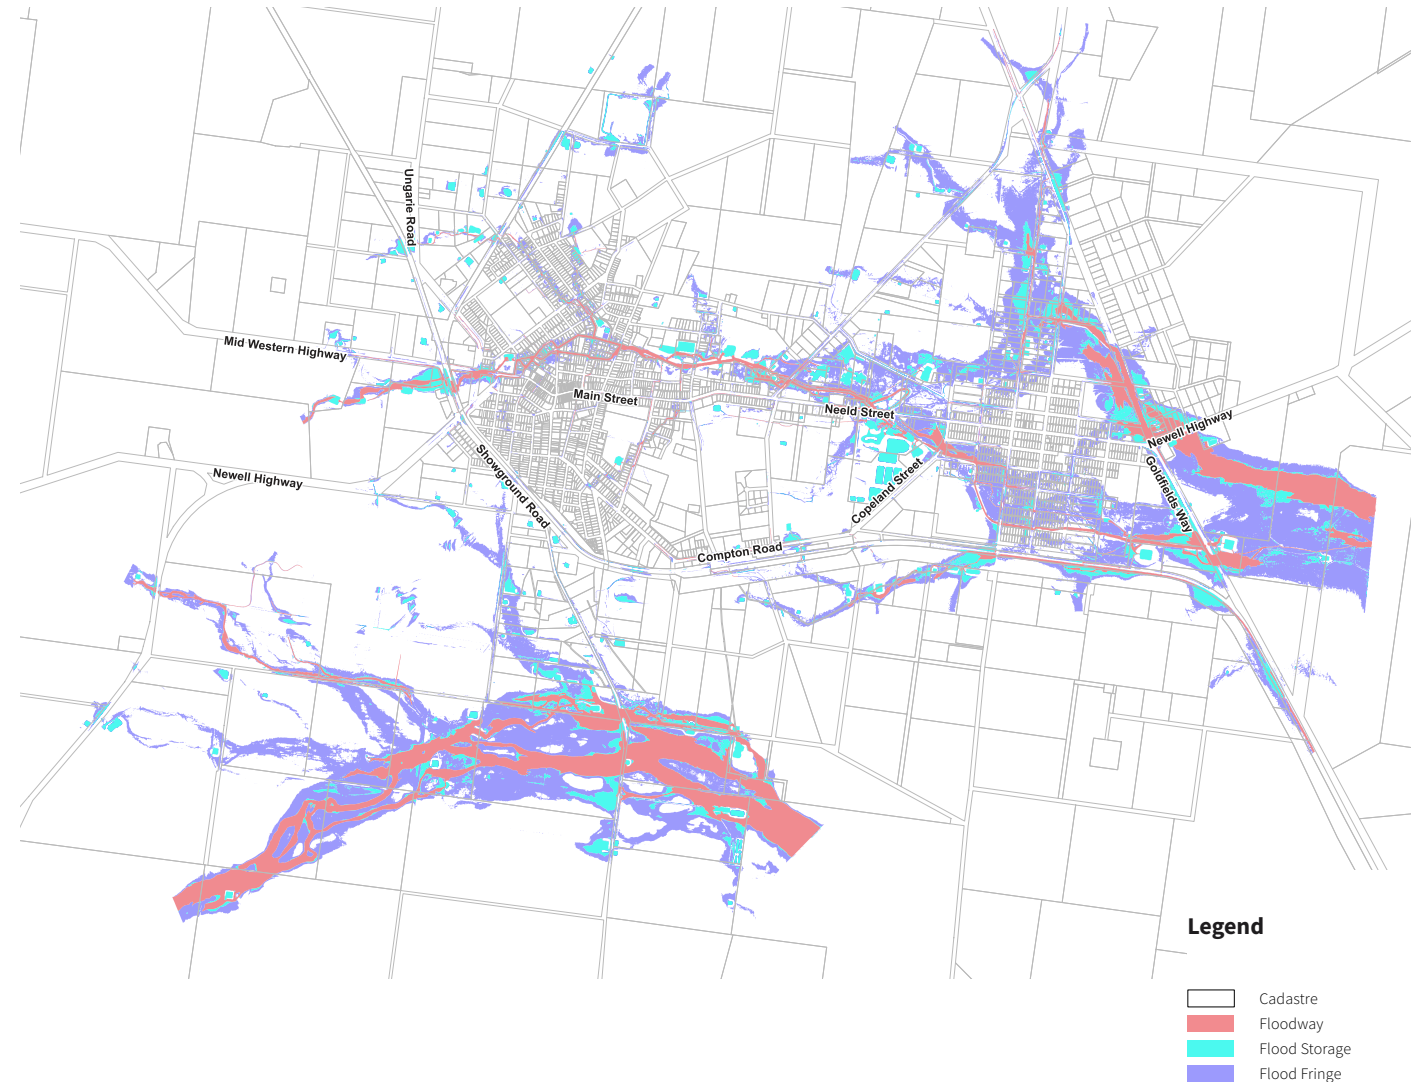 Ungarie Road
Mid Western Highway
Main Street
Neeld Street
Newell Highway
Newell Highway
Showground Road
Copeland Street
Goldfields Way
Compton Road
Legend
Cadastre
Floodway
Flood Storage
Flood Fringe